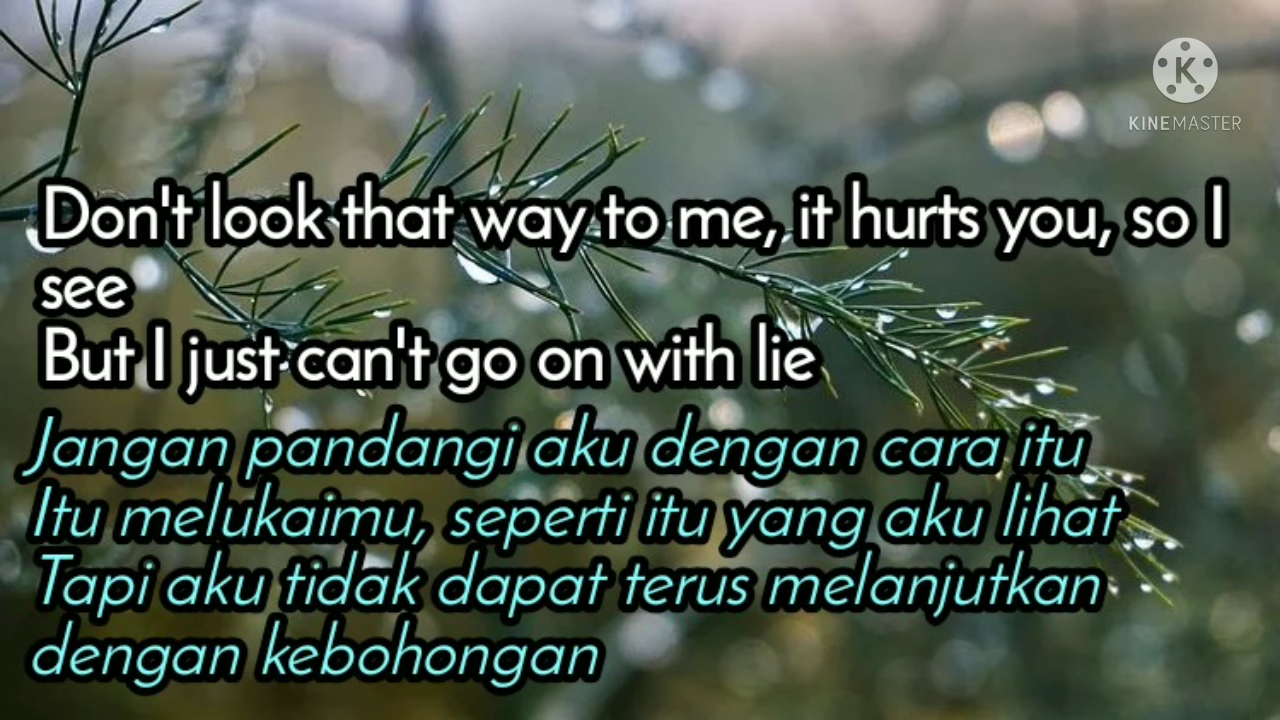 KINEMASTER
Don't look that way to me, it hurts you, so I
see
But I just can't go on with lie
Jangan pandangi aku dengan cara itu
Itu melukaimu, seperti itu yang aku lihat
Tapi aku tidak dapat terus melanjutkan
dengan kebohongan